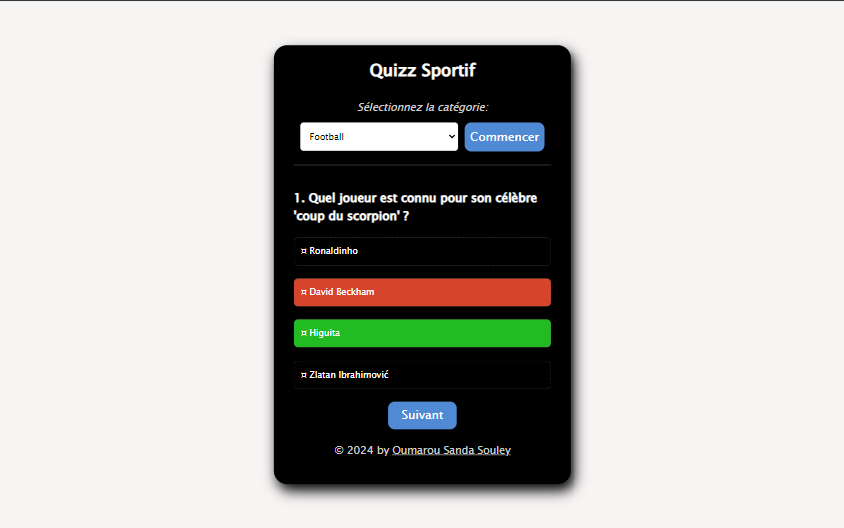 Quizz Sportif
Sélectionnez la catégorie:
Football
Commencer
1. Quel joueur est connu pour son célèbre
'coup du scorpion' ?
¤ Ronaldinho
¤ David Beckham
¤ Higuita
¤ Zlatan Ibrahimović
Suivant
© 2024 by Oumarou Sanda Souley